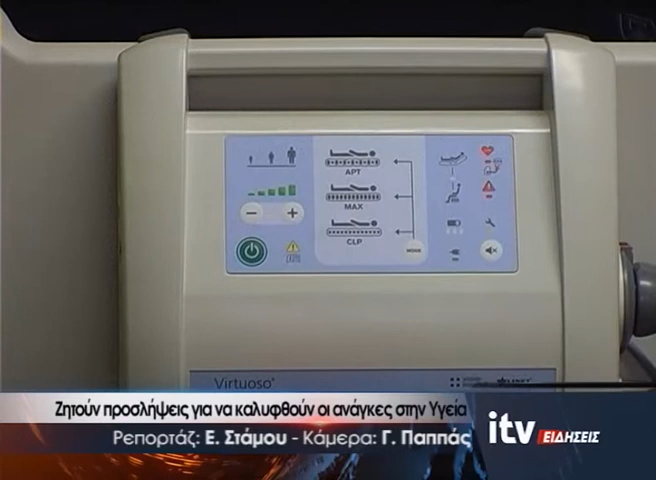 APT
MAX
CLP
MODE
Virtuoso®
Ζητούν προσλήψεις για να καλυφθούν οι ανάγκες στην Υγεία
Ρεπορτάζ: Ε. Στάμου - Κάμερα: Γ. Παππάς
itv ΕΙΔΗΣΕΙΣ